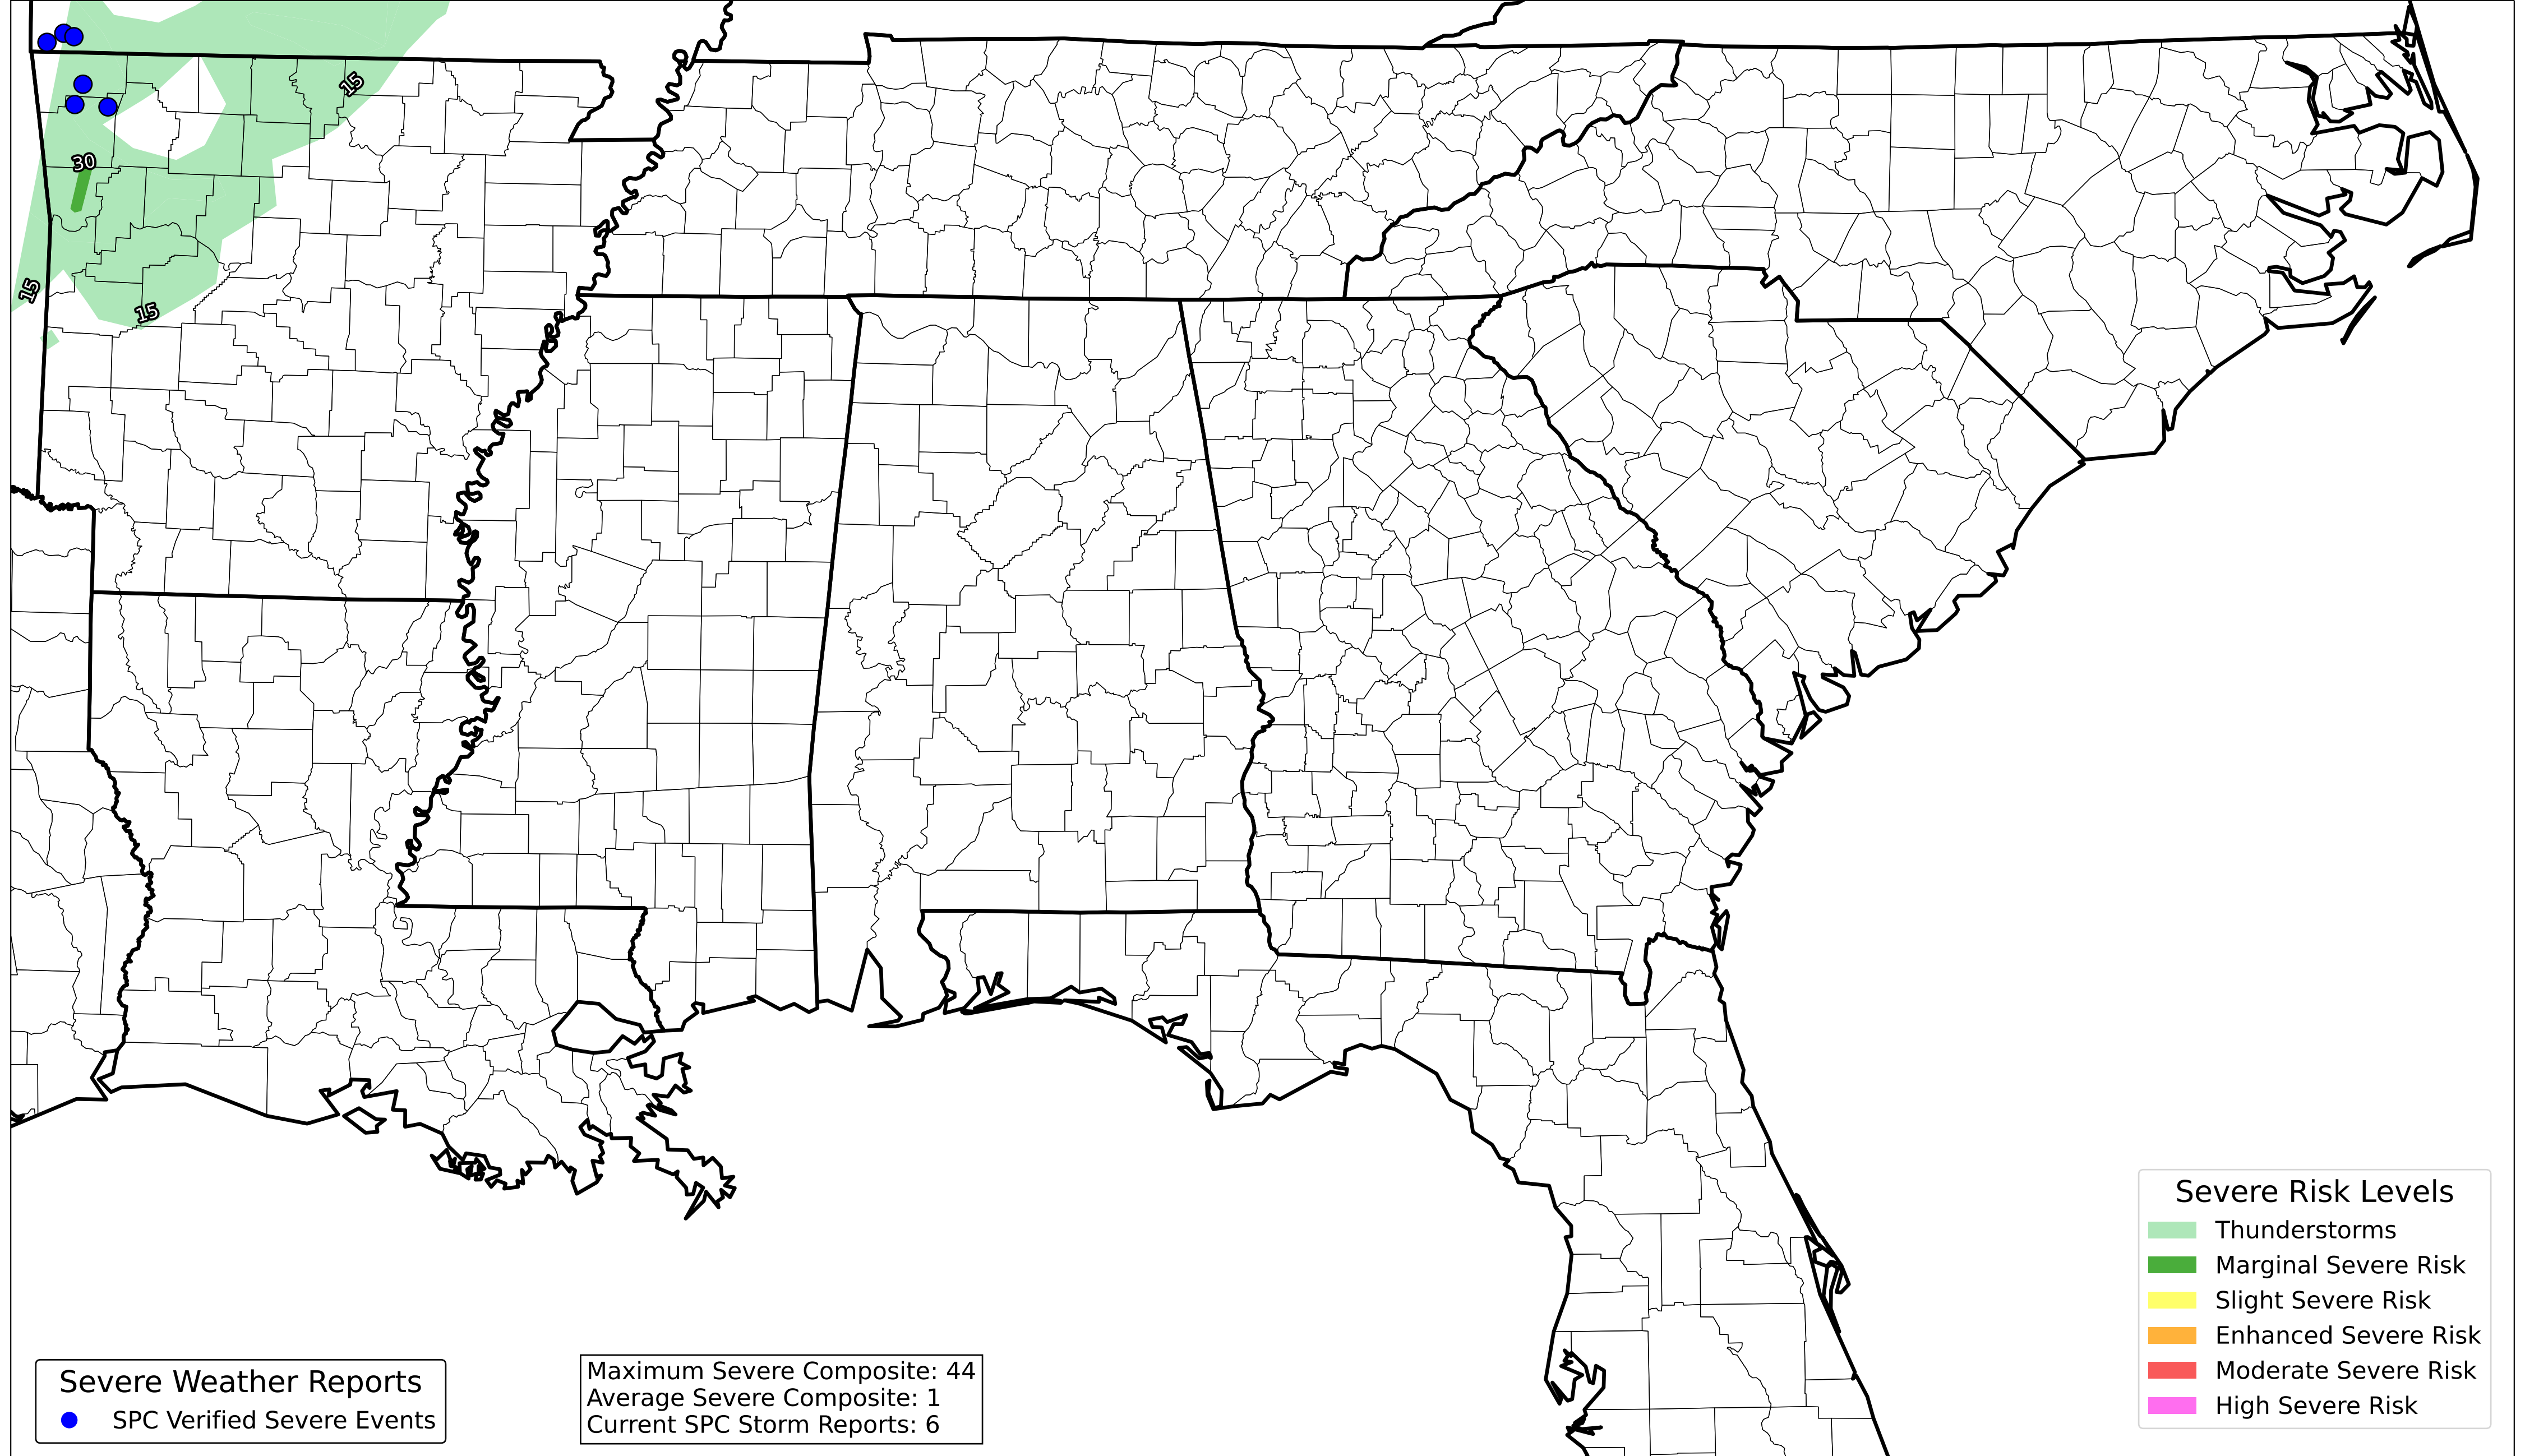 15
30
15
15
Severe Weather Reports
SPC Verified Severe Events
Maximum Severe Composite: 44
Average Severe Composite: 1
Current SPC Storm Reports: 6
Severe Risk Levels
Thunderstorms
Marginal Severe Risk
Slight Severe Risk
Enhanced Severe Risk
Moderate Severe Risk
High Severe Risk